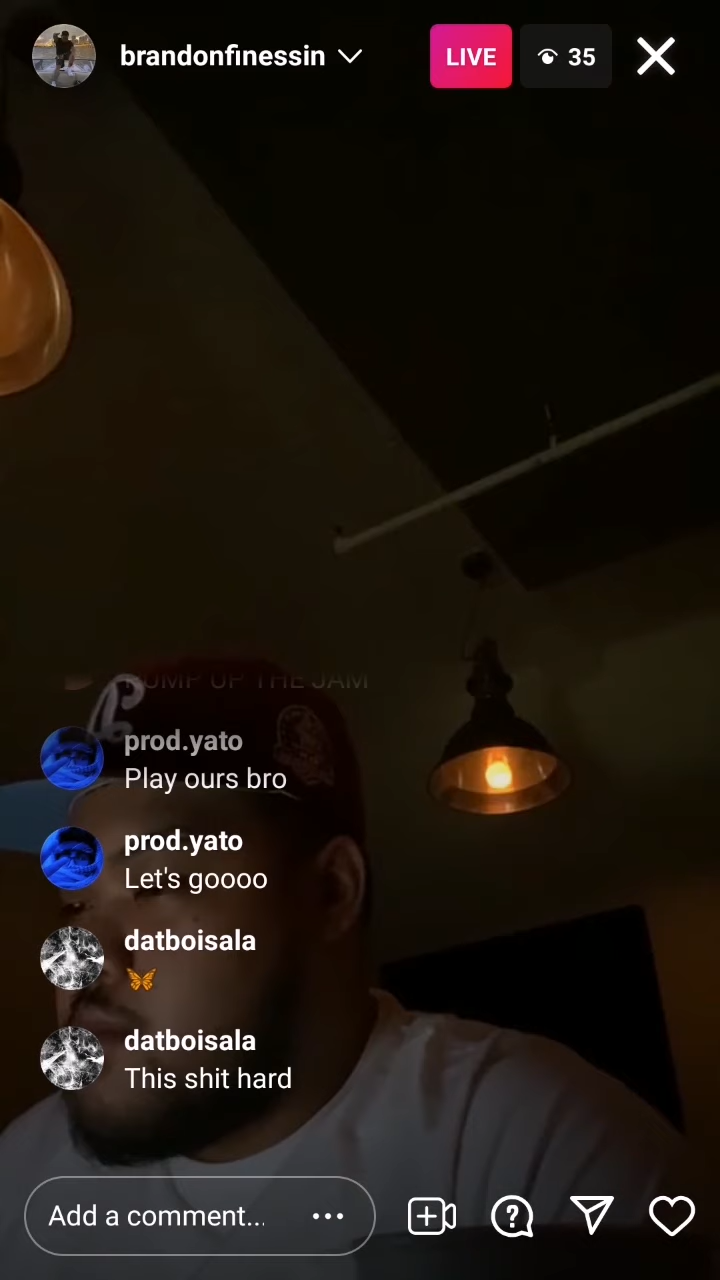 brandonfinessin
LIVE
35
PUMP UP THE JAM
prod.yato
Play ours bro
prod.yato
Let's goooo
datboisala
🦋
datboisala
This shit hard
Add a comment...